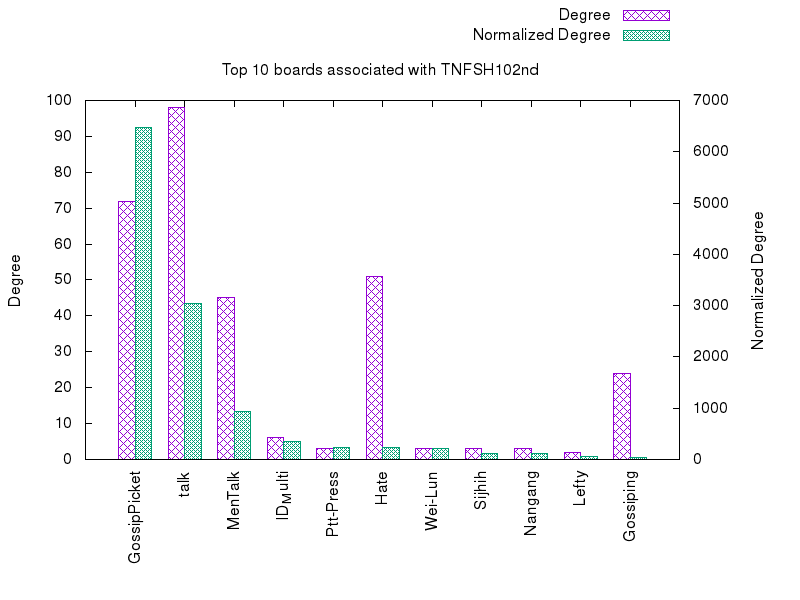 Degree
Normalized Degree
Top 10 boards associated with TNFSH102nd
100
90
80
70
60
50
40
30
20
10
0
Degree
7000
6000
5000
4000
3000
2000
1000
0
Normalized Degree
GossipPicket
talk
MenTalk
IDMulti
Ptt-Press
Hate
Wei-Lun
Sijhih
Nangang
Lefty
Gossiping